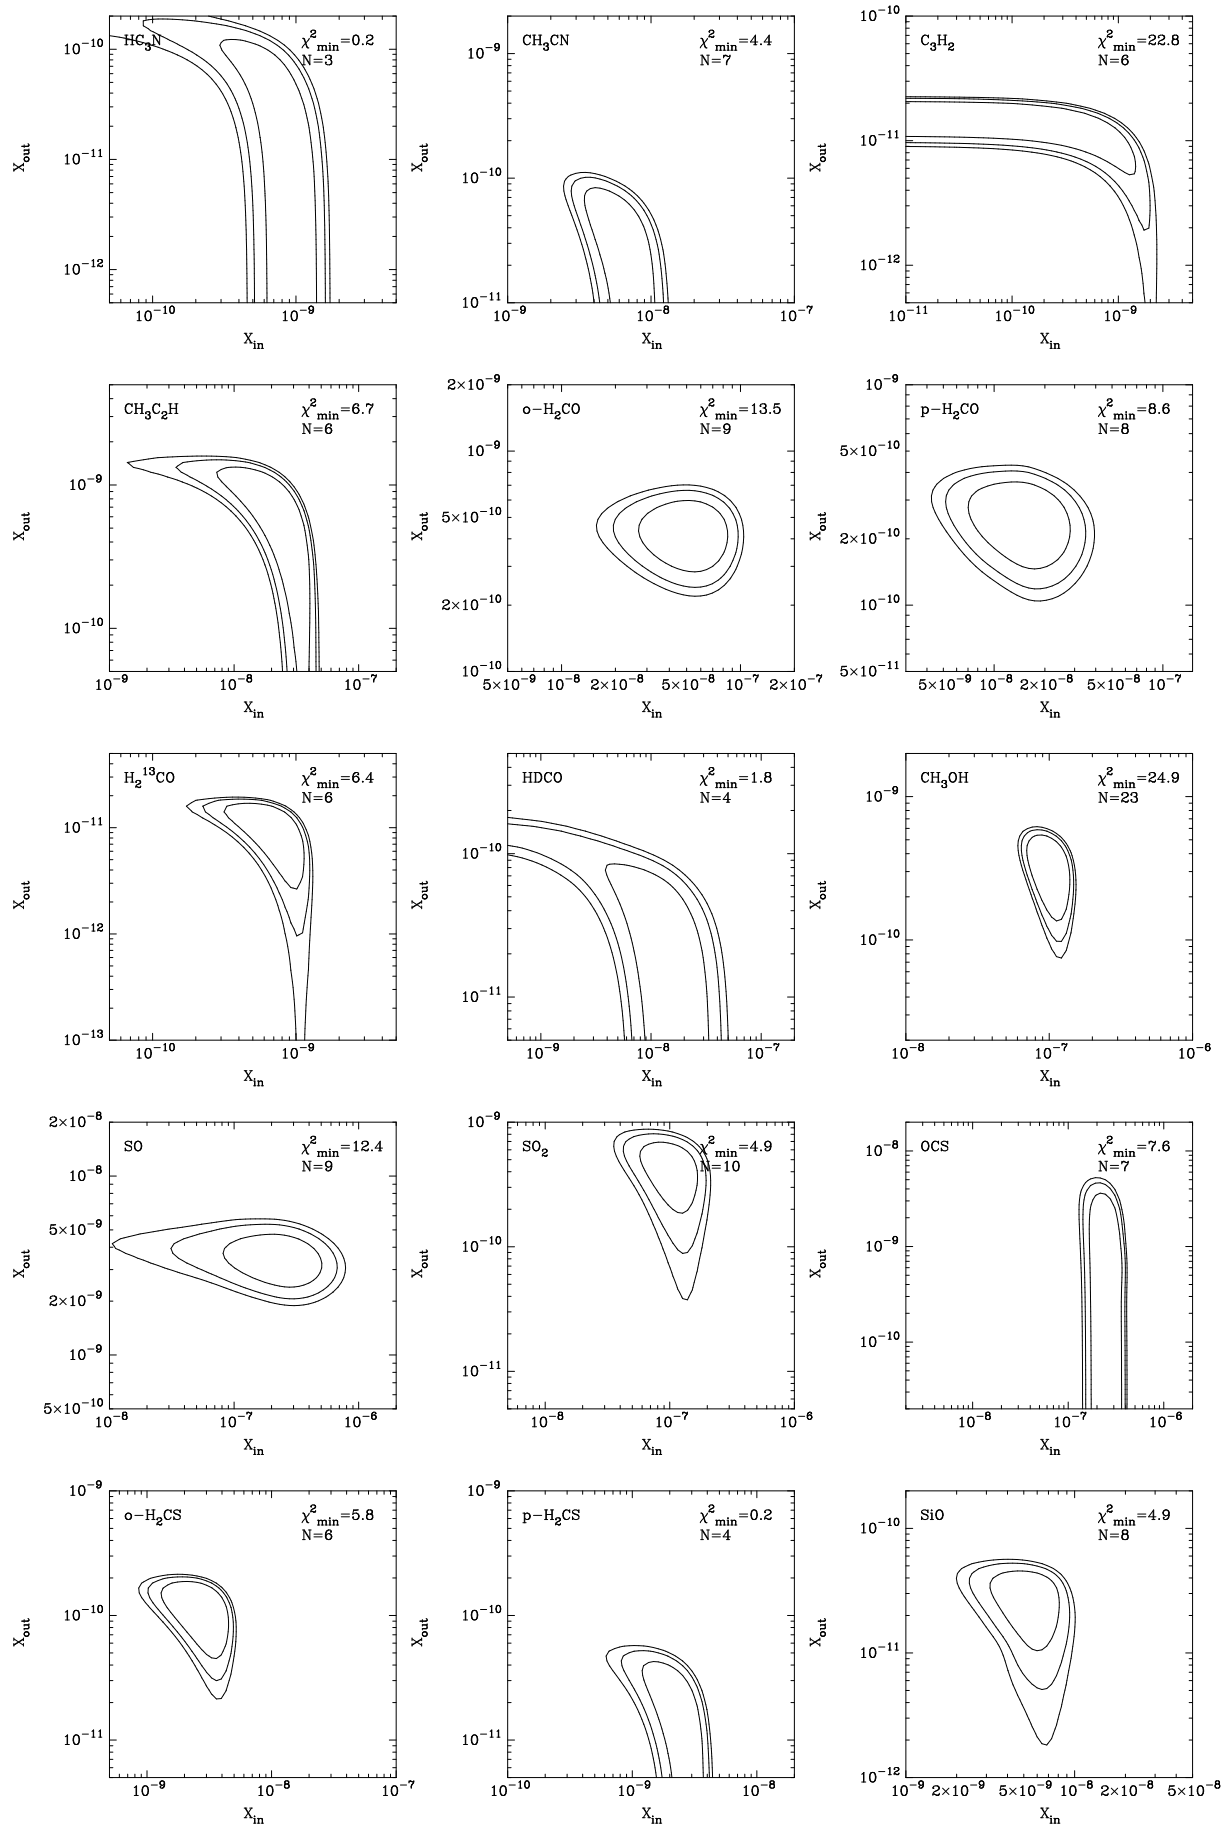 HC₃N χ²min=0.2
N=3
10⁻¹⁰
10⁻¹¹
10⁻¹²
Xout
10⁻¹⁰ 10⁻⁹
Xin
CH₃CN χ²min=4.4
N=7
10⁻⁹
10⁻¹⁰
10⁻¹¹
Xout
10⁻⁹ 10⁻⁸ 10⁻⁷
Xin
C₃H₂ χ²min=22.8
N=6
10⁻¹⁰
10⁻¹¹
10⁻¹²
Xout
10⁻¹¹ 10⁻¹⁰ 10⁻⁹
Xin
CH₃C₂H χ²min=6.7
N=6
10⁻⁹
10⁻¹⁰
Xout
10⁻⁹ 10⁻⁸ 10⁻⁷
Xin
o−H₂CO χ²min=13.5
N=9
2×10⁻⁹
10⁻⁹
5×10⁻¹⁰
2×10⁻¹⁰
10⁻¹⁰
Xout
5×10⁻⁹ 10⁻⁸ 2×10⁻⁸ 5×10⁻⁸ 10⁻⁷ 2×10⁻⁷
Xin
p−H₂CO χ²min=8.6
N=8
10⁻⁹
5×10⁻¹⁰
2×10⁻¹⁰
10⁻¹⁰
5×10⁻¹¹
Xout
5×10⁻⁹ 10⁻⁸ 2×10⁻⁸ 5×10⁻⁸ 10⁻⁷
Xin
H₂¹³CO χ²min=6.4
N=6
10⁻¹¹
10⁻¹²
10⁻¹³
Xout
10⁻¹⁰ 10⁻⁹
Xin
HDCO χ²min=1.8
N=4
10⁻¹⁰
10⁻¹¹
Xout
10⁻⁹ 10⁻⁸ 10⁻⁷
Xin
CH₃OH χ²min=24.9
N=23
10⁻⁹
10⁻¹⁰
Xout
10⁻⁸ 10⁻⁷ 10⁻⁶
Xin
SO χ²min=12.4
N=9
2×10⁻⁸
10⁻⁸
5×10⁻⁹
2×10⁻⁹
10⁻⁹
5×10⁻¹⁰
Xout
10⁻⁸ 10⁻⁷ 10⁻⁶
Xin
SO₂ χ²min=4.9
N=10
10⁻⁹
10⁻¹⁰
10⁻¹¹
Xout
10⁻⁸ 10⁻⁷ 10⁻⁶
Xin
OCS χ²min=7.6
N=7
10⁻⁸
10⁻⁹
10⁻¹⁰
Xout
10⁻⁸ 10⁻⁷ 10⁻⁶
Xin
o−H₂CS χ²min=5.8
N=6
10⁻⁹
10⁻¹⁰
10⁻¹¹
Xout
10⁻⁹ 10⁻⁸ 10⁻⁷
Xin
p−H₂CS χ²min=0.2
N=4
10⁻⁹
10⁻¹⁰
10⁻¹¹
Xout
10⁻¹⁰ 10⁻⁹ 10⁻⁸
Xin
SiO χ²min=4.9
N=8
10⁻¹⁰
10⁻¹¹
10⁻¹²
Xout
10⁻⁹ 2×10⁻⁹ 5×10⁻⁹ 10⁻⁸ 2×10⁻⁸ 5×10⁻⁸
Xin